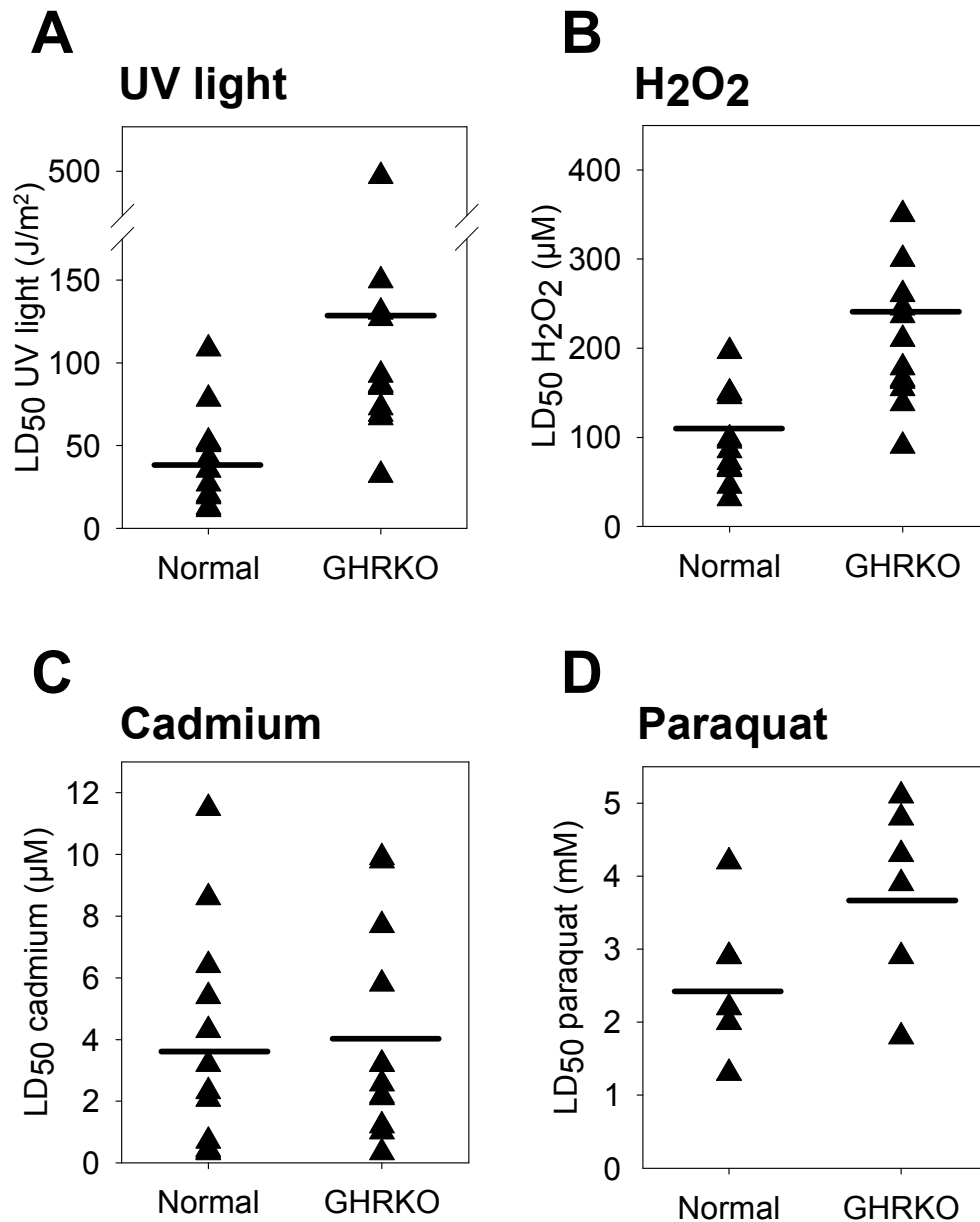 A
UV light
LD50 UV light (J/m²)
500
150
100
50
0
Normal GHRKO
B
H2O2
LD50 H2O2 (µM)
400
300
200
100
0
Normal GHRKO
C
Cadmium
LD50 cadmium (µM)
12
10
8
6
4
2
0
Normal GHRKO
D
Paraquat
LD50 paraquat (mM)
5
4
3
2
1
0
Normal GHRKO